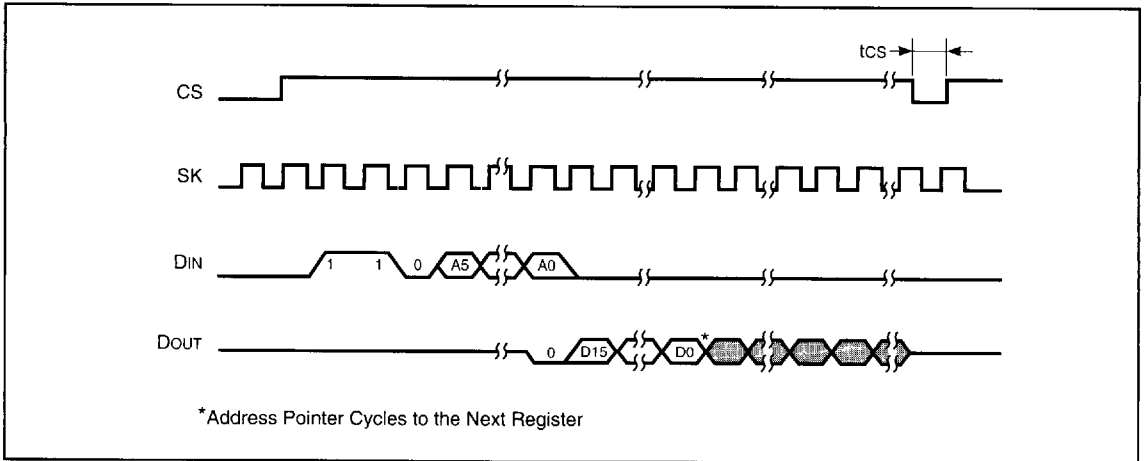 tCS
CS
SK
DIN
1 1 0 A5 A0
DOUT
0 D15 D0 *
*Address Pointer Cycles to the Next Register